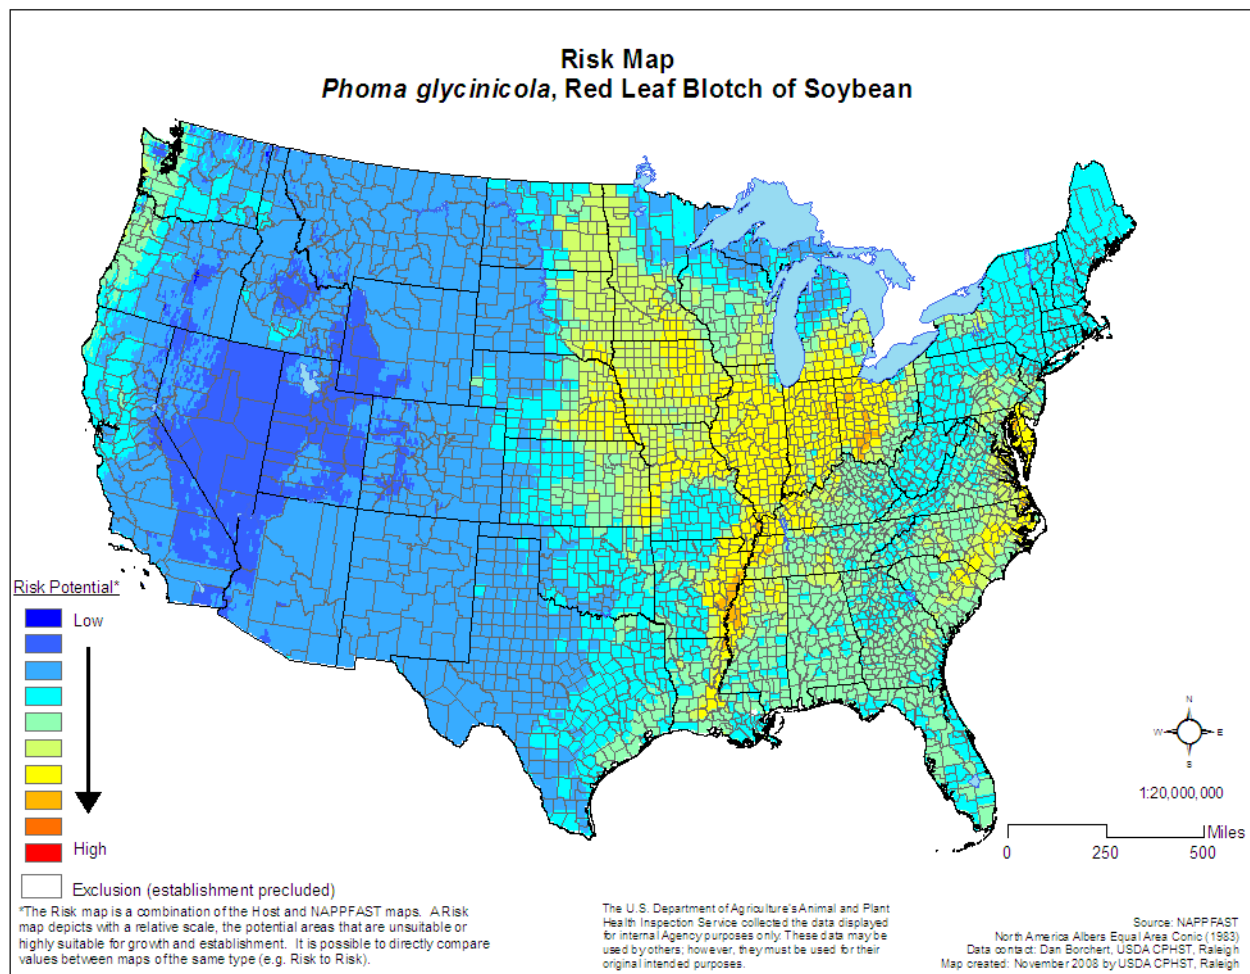 Risk Map
Phoma glycinicola, Red Leaf Blotch of Soybean
Risk Potential*
Low
High
Exclusion (establishment precluded)
*The Risk map is a combination of the Host and NAPPFAST maps. A Risk
map depicts with a relative scale, the potential areas that are unsuitable or
highly suitable for growth and establishment. It is possible to directly compare
values between maps of the same type (e.g. Risk to Risk).
The U.S. Department of Agriculture's Animal and Plant
Health Inspection Service collected the data displayed
for internal Agency purposes only. These data may be
used by others; however, they must be used for their
original intended purposes.
N
W E
S
1:20,000,000
Miles
0 250 500
Source: NAPPFAST
North America Albers Equal Area Conic (1983)
Data contact: Dan Borchert, USDA CPHST, Raleigh
Map created: November 2008 by USDA CPHST, Raleigh